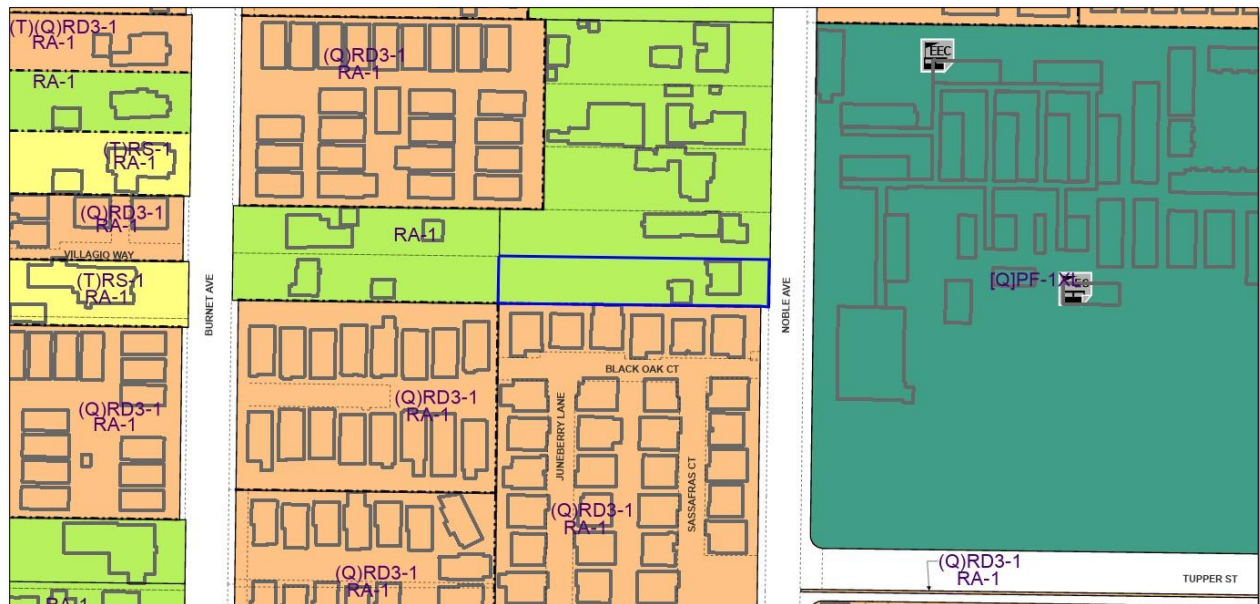 (T)(Q)RD3-1
RA-1
RA-1
(T)RS-1
RA-1
(Q)RD3-1
RA-1
VILLAGIO WAY
(T)RS-1
RA-1
(Q)RD3-1
RA-1
RA-1
BURNET AVE
(Q)RD3-1
RA-1
RA-1
(Q)RD3-1
RA-1
(Q)RD3-1
RA-1
BLACK OAK CT
JUNEBERRY LANE
SASSAFRAS CT
(Q)RD3-1
RA-1
NOBLE AVE
EEC
[Q]PF-1XL
(Q)RD3-1
RA-1
TUPPER ST